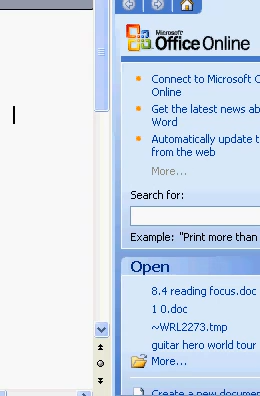 Microsoft
Office Online
Connect to Microsoft
Online
Get the latest news
Word
Automatically update
from the web
More...
Search for:
Example: "Print more than
Open
8.4 reading focus.doc
1 0.doc
~WRL2273.tmp
guitar hero world tour
More...
Create a new